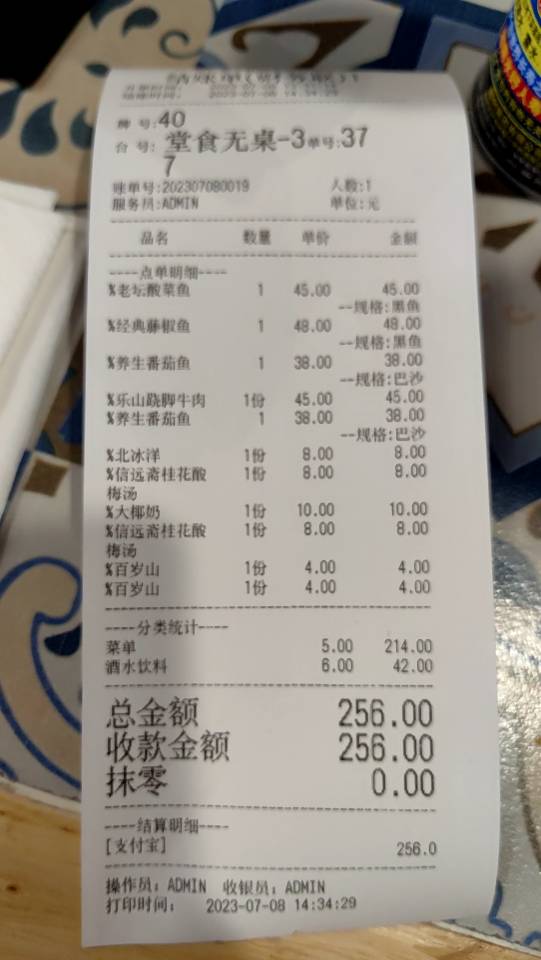 牌号:40
台号:堂食无桌-3单号:37
7
账单号:202307080019 人数:1
服务员:ADMIN 单位:元
品名 数量 单价 金额
----点单明细----
%老坛酸菜鱼 1 45.00 45.00
--规格:黑鱼
%经典藤椒鱼 1 48.00 48.00
--规格:黑鱼
%养生番茄鱼 1 38.00 38.00
--规格:巴沙
%乐山跷脚牛肉 1份 45.00 45.00
%养生番茄鱼 1 38.00 38.00
--规格:巴沙
%北冰洋 1份 8.00 8.00
%信远斋桂花酸 1份 8.00 8.00
梅汤
%大椰奶 1份 10.00 10.00
%信远斋桂花酸 1份 8.00 8.00
梅汤
%百岁山 1份 4.00 4.00
%百岁山 1份 4.00 4.00
----分类统计----
菜单 5.00 214.00
酒水饮料 6.00 42.00
总金额 256.00
收款金额 256.00
抹零 0.00
----结算明细----
[支付宝] 256.0
操作员: ADMIN 收银员: ADMIN
打印时间: 2023-07-08 14:34:29